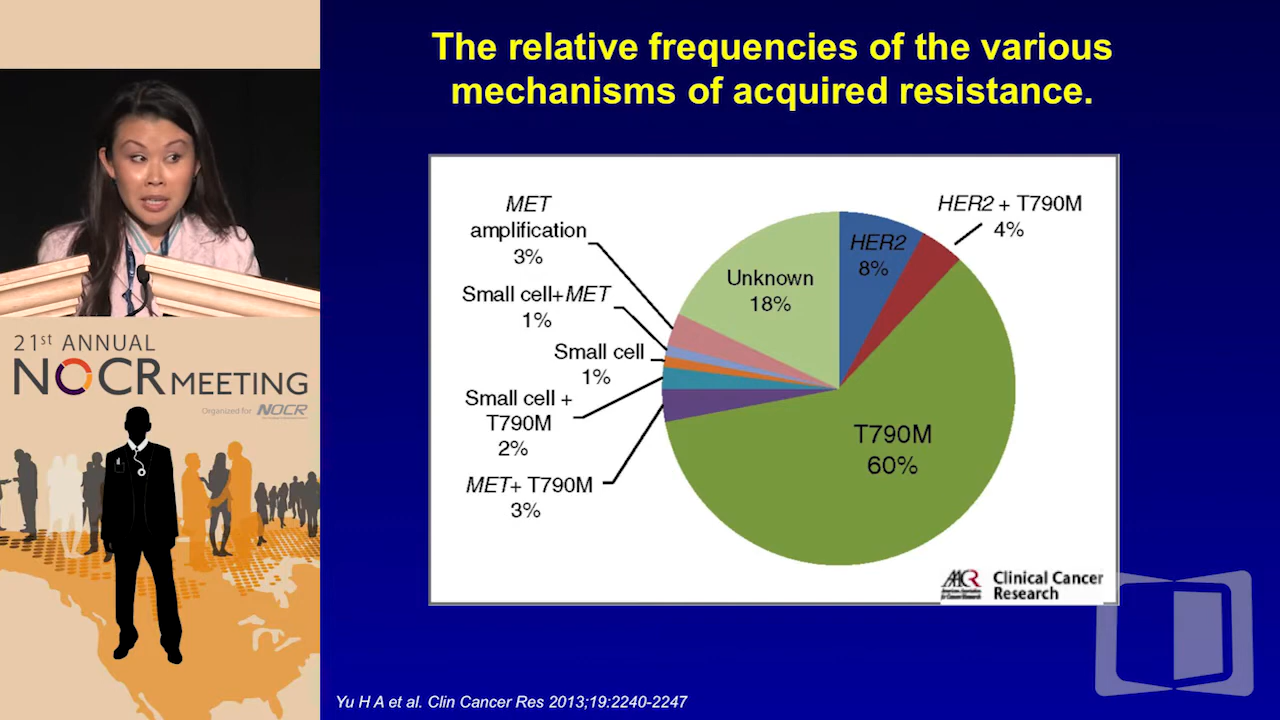 The relative frequencies of the various
mechanisms of acquired resistance.
MET
amplification
3%
Small cell+MET
1%
Small cell
1%
Small cell +
T790M
2%
MET+ T790M
3%
Unknown
18%
HER2
8%
HER2 + T790M
4%
T790M
60%
AACR
Clinical Cancer
Research
Yu H A et al. Clin Cancer Res 2013;19:2240-2247
21st ANNUAL
NOCR MEETING
Organized for NOCR